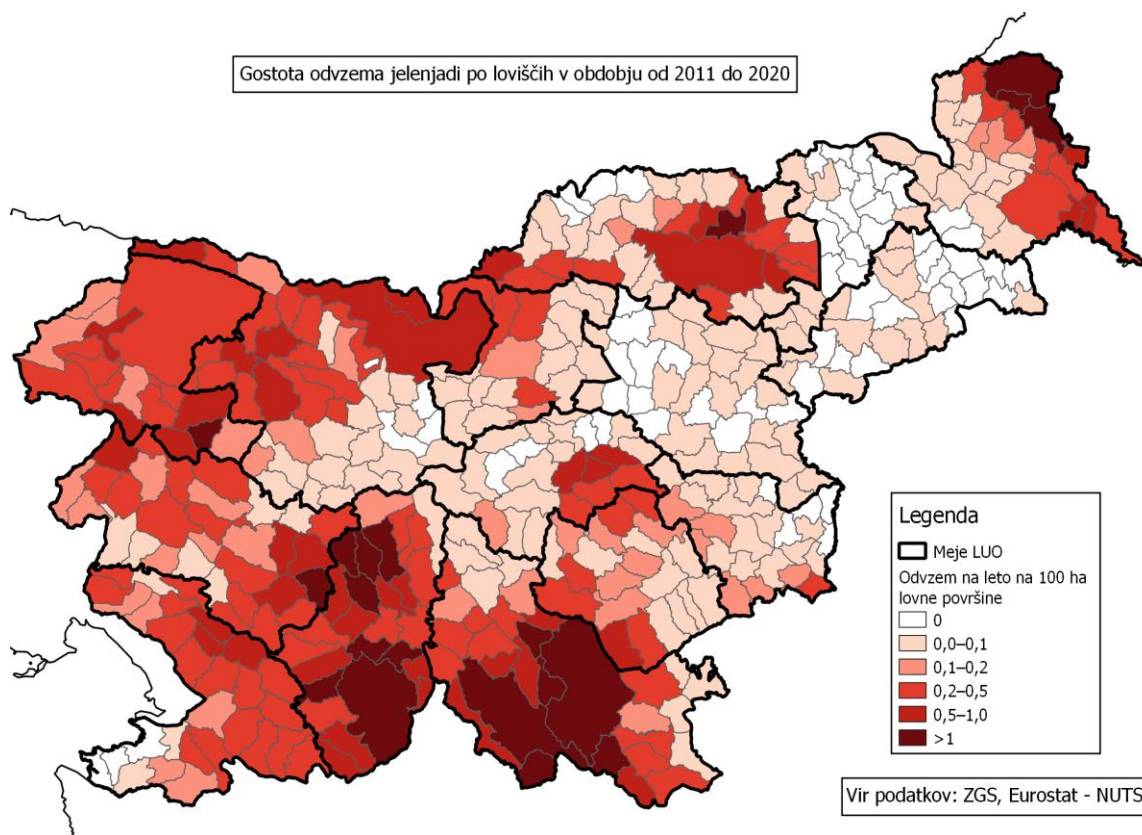 Gostota odvzema jelenjadi po loviščih v obdobju od 2011 do 2020
Legenda
Meje LUO
Odvzem na leto na 100 ha
lovne površine
0
0,0–0,1
0,1–0,2
0,2–0,5
0,5–1,0
>1
Vir podatkov: ZGS, Eurostat - NUTS